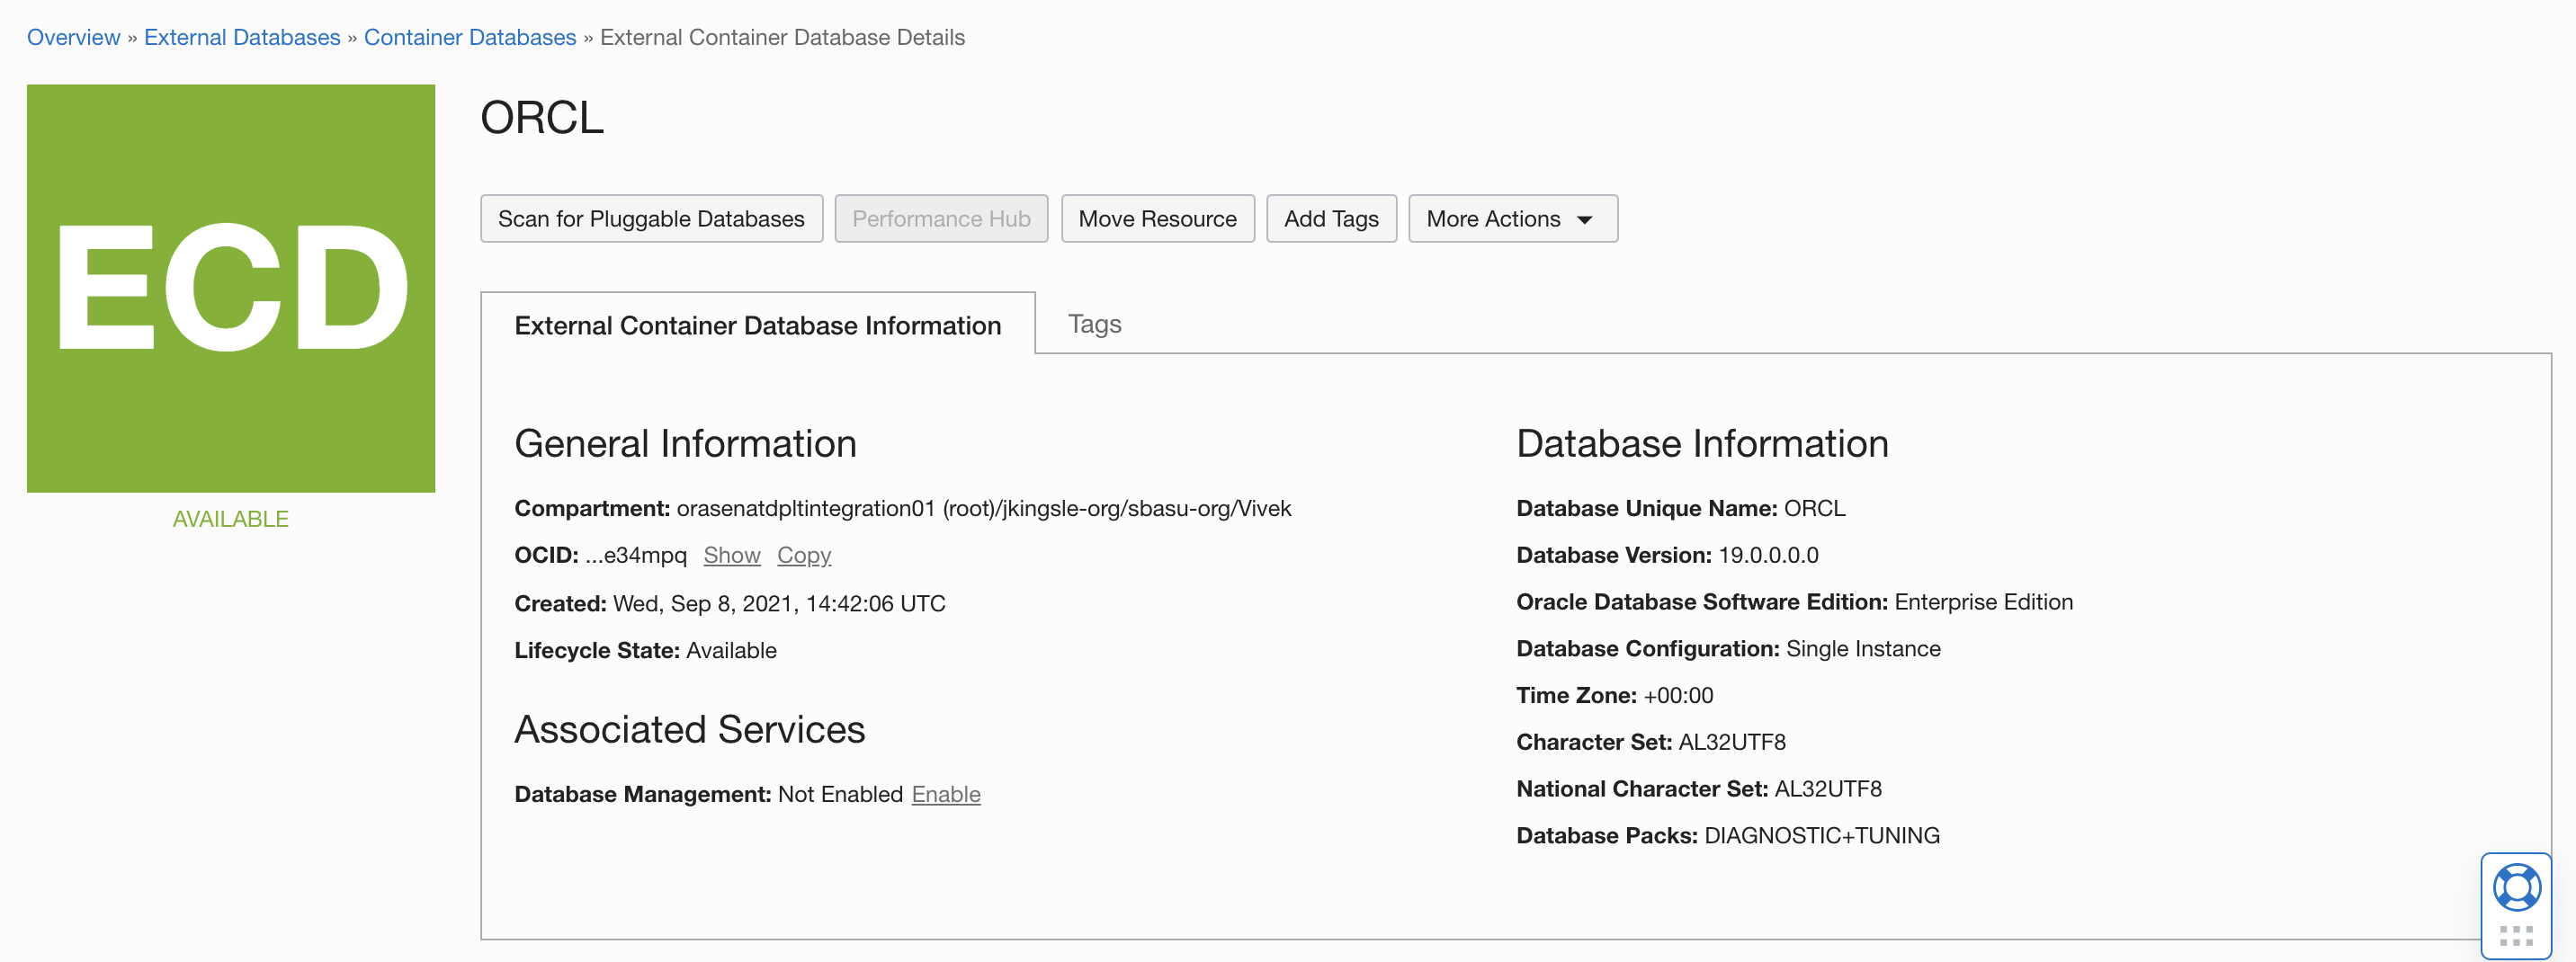 Overview » External Databases » Container Databases » External Container Database Details
ECD
AVAILABLE
ORCL
Scan for Pluggable Databases
Performance Hub
Move Resource
Add Tags
More Actions
External Container Database Information
Tags
General Information
Compartment: orasenatdpltintegration01 (root)/jkingsle-org/sbasu-org/Vivek
OCID: ...e34mpq Show Copy
Created: Wed, Sep 8, 2021, 14:42:06 UTC
Lifecycle State: Available
Associated Services
Database Management: Not Enabled Enable
Database Information
Database Unique Name: ORCL
Database Version: 19.0.0.0.0
Oracle Database Software Edition: Enterprise Edition
Database Configuration: Single Instance
Time Zone: +00:00
Character Set: AL32UTF8
National Character Set: AL32UTF8
Database Packs: DIAGNOSTIC+TUNING